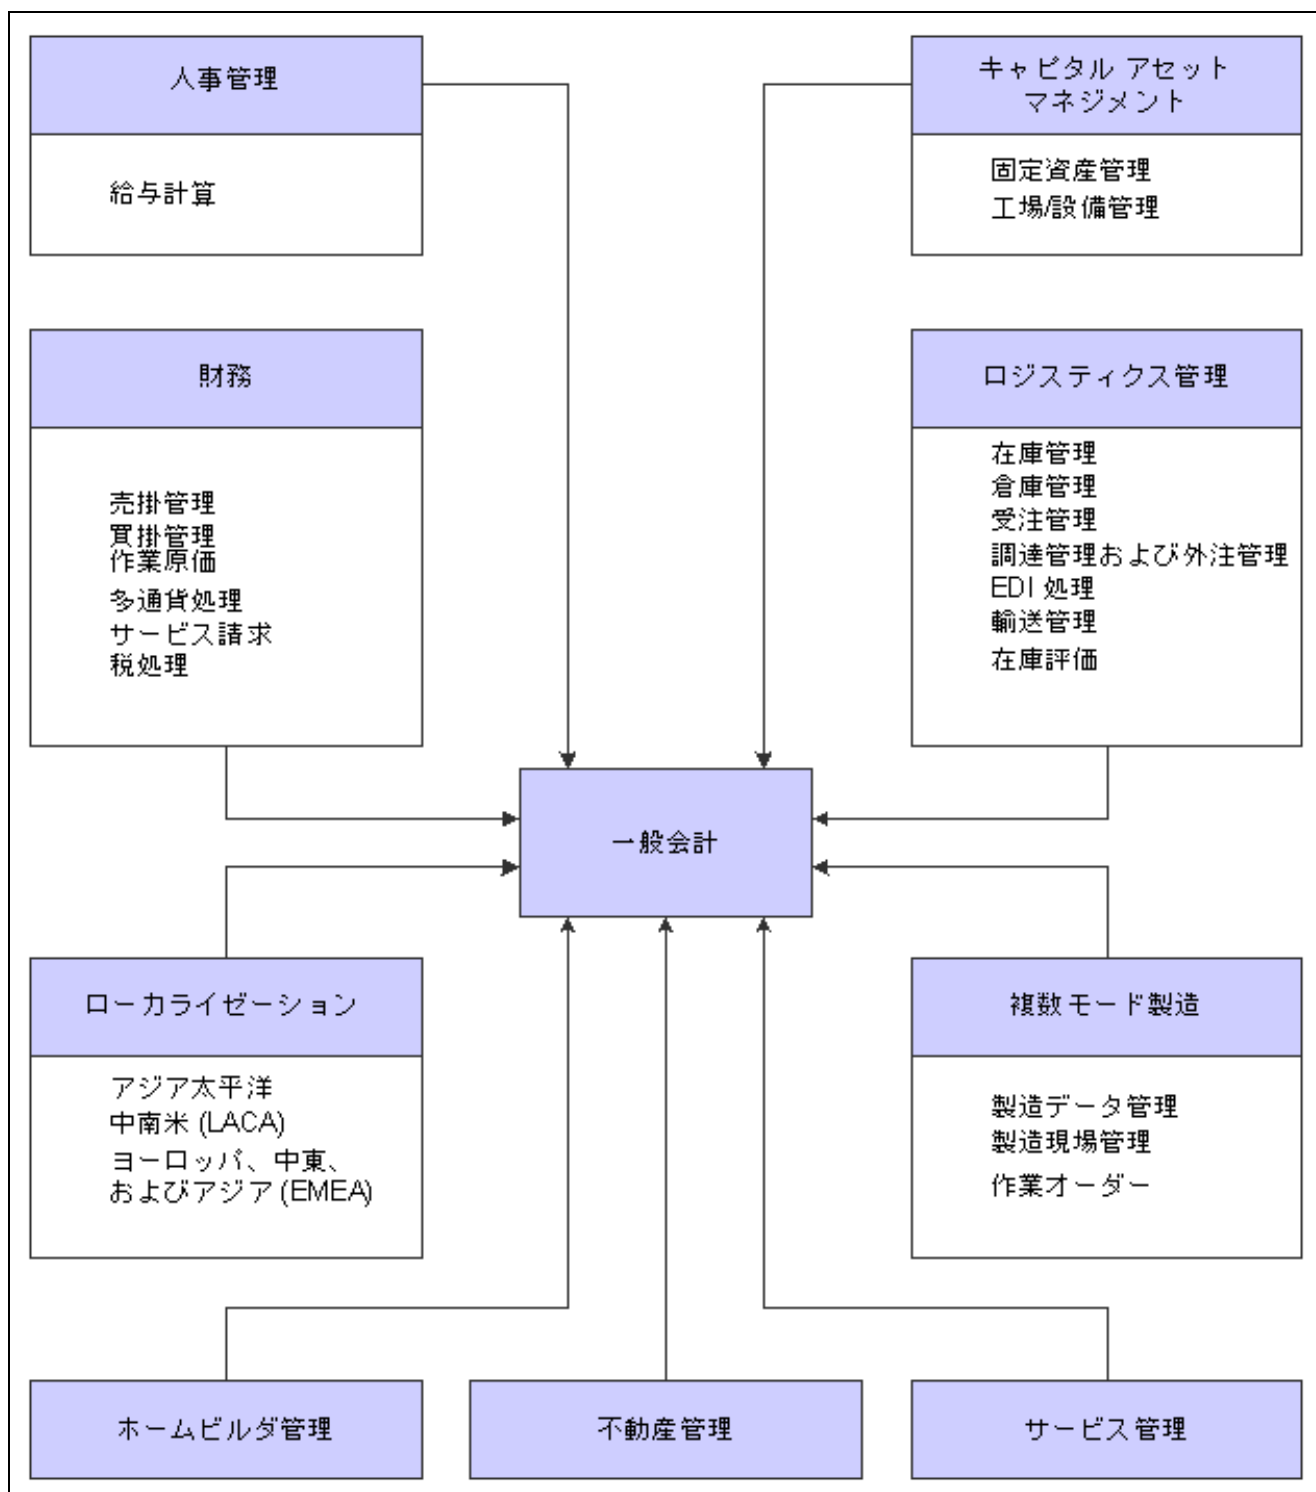 人事管理
給与計算
キャピタル アセット
マネジメント
固定資産管理
工場/設備管理
財務
売掛管理
買掛管理
作業原価
多通貨処理
サービス請求
税処理
ロジスティクス管理
在庫管理
倉庫管理
受注管理
調達管理および外注管理
EDI 処理
輸送管理
在庫評価
一般会計
ローカライゼーション
アジア太平洋
中南米 (LACA)
ヨーロッパ、中東、
およびアジア (EMEA)
複数モード製造
製造データ管理
製造現場管理
作業オーダー
ホームビルダ管理
不動産管理
サービス管理